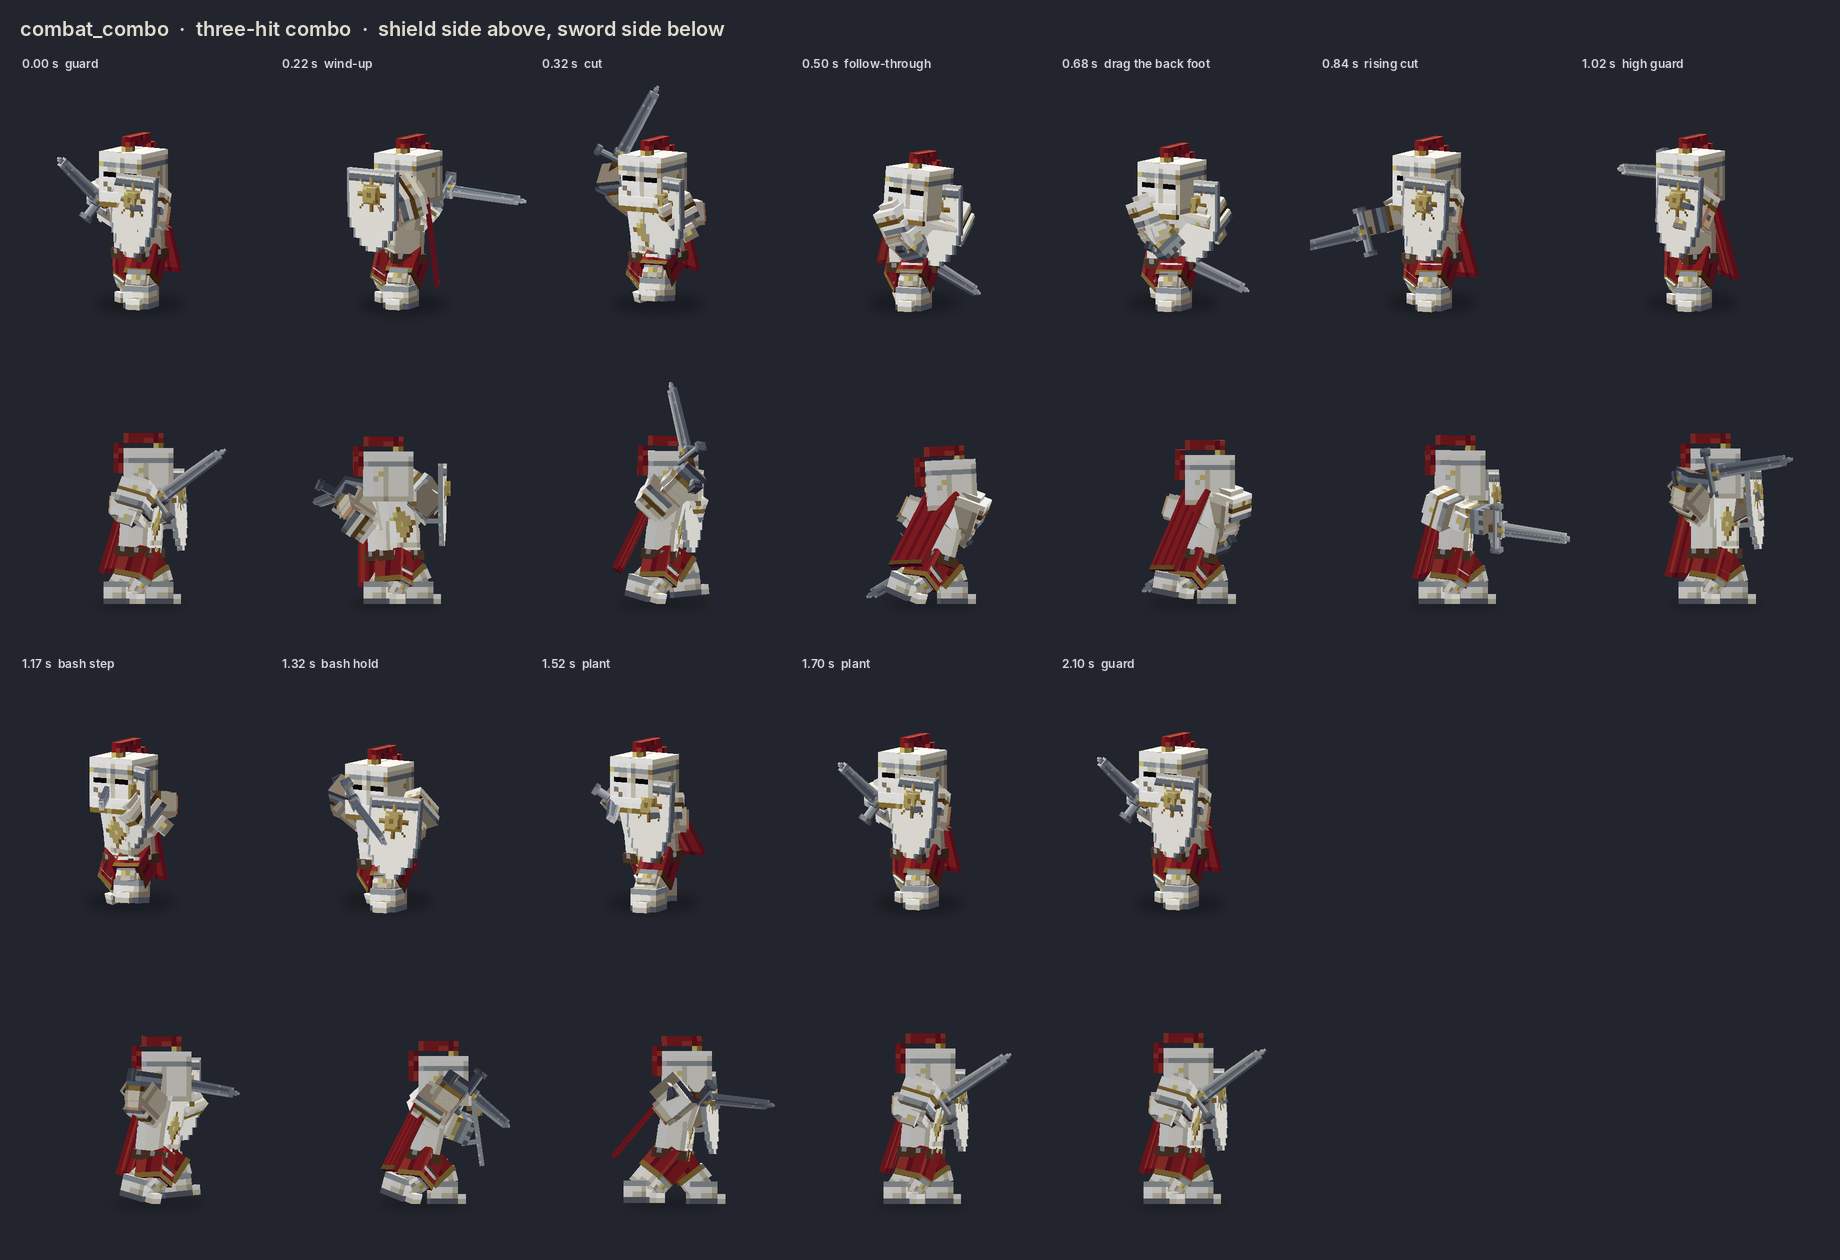 combat_combo · three-hit combo · shield side above, sword side below
0.00 s guard
0.22 s wind-up
0.32 s cut
0.50 s follow-through
0.68 s drag the back foot
0.84 s rising cut
1.02 s high guard
1.17 s bash step
1.32 s bash hold
1.52 s plant
1.70 s plant
2.10 s guard